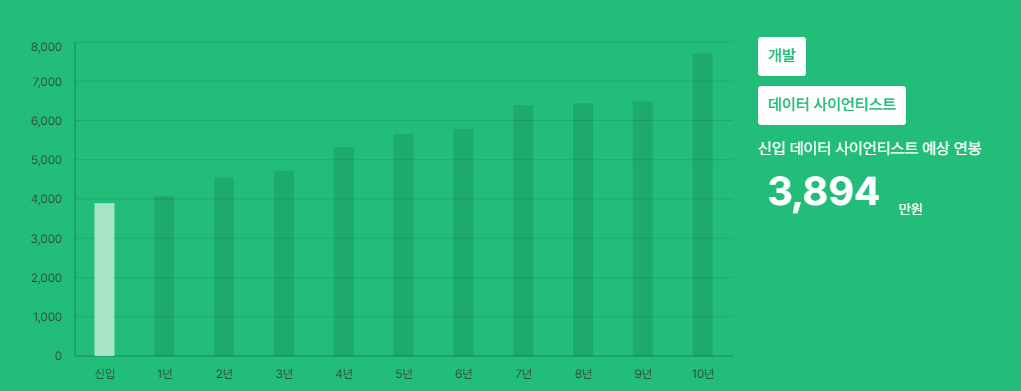 8,000
7,000
6,000
5,000
4,000
3,000
2,000
1,000
0
신입 1년 2년 3년 4년 5년 6년 7년 8년 9년 10년
개발
데이터 사이언티스트
신입 데이터 사이언티스트 예상 연봉
3,894 만원